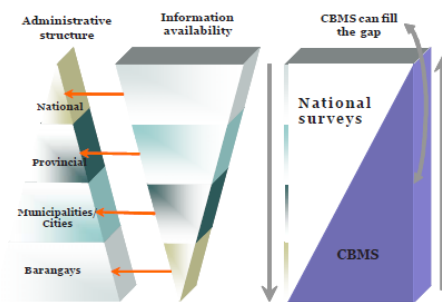 Administrative
structure
Information
availability
CBMS can fill
the gap
National
Provincial
Municipalities/
Cities
Barangays
National
surveys
CBMS